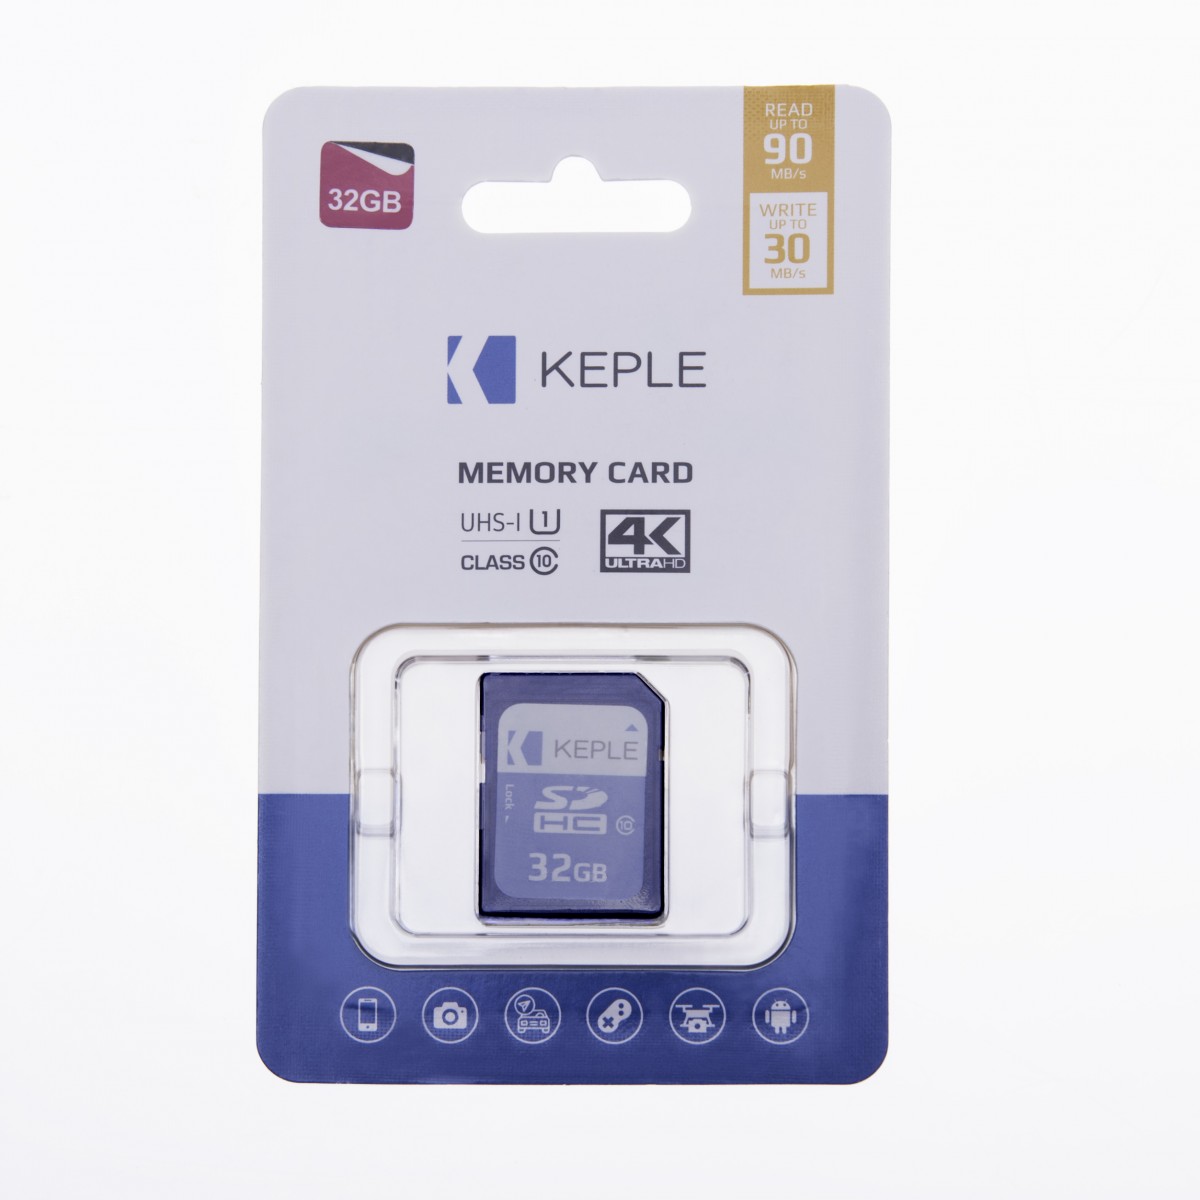 32GB
READ
UP TO
90
MB/s
WRITE
UP TO
30
MB/s
KEPLE
MEMORY CARD
UHS-I 1
CLASS 10
4K
ULTRAHD
KEPLE
Lock
SD
HC 10
32GB